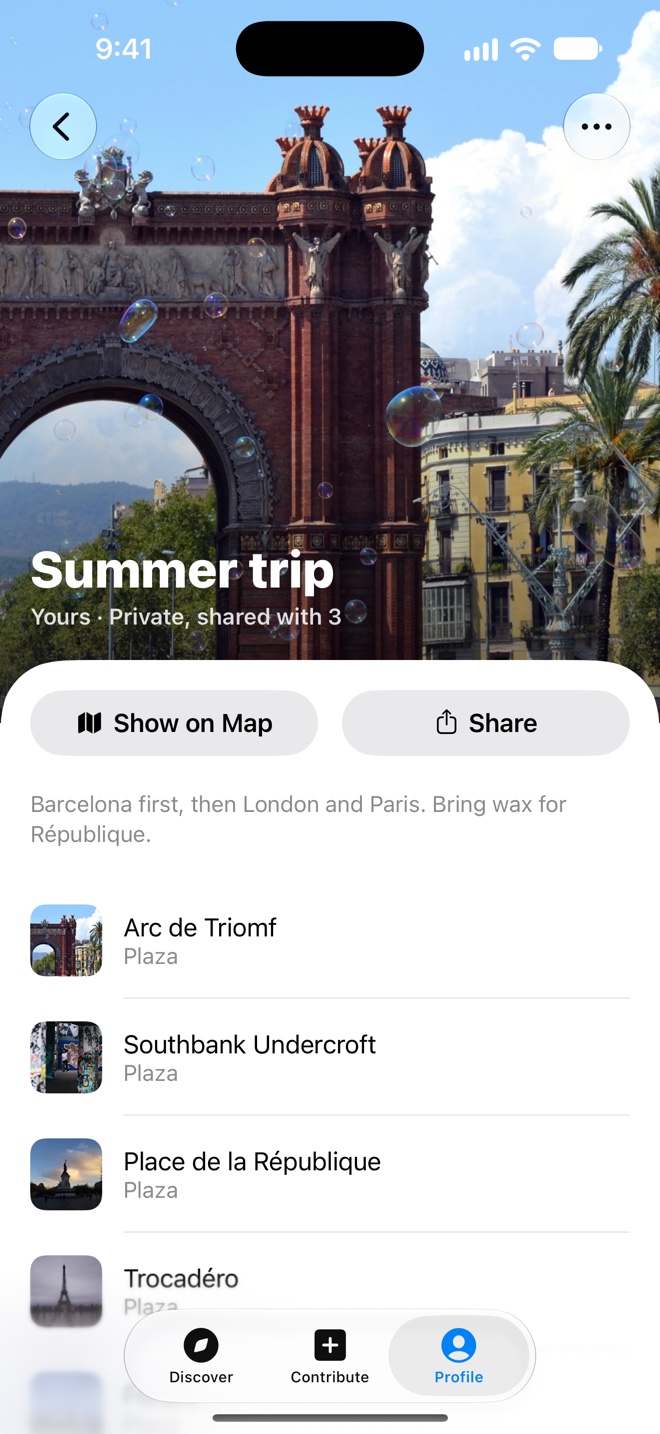 9:41
Summer trip
Yours · Private, shared with 3
Show on Map
Share
Barcelona first, then London and Paris. Bring wax for
République.
Arc de Triomf
Plaza
Southbank Undercroft
Plaza
Place de la République
Plaza
Trocadéro
Plaza
Discover
Contribute
Profile